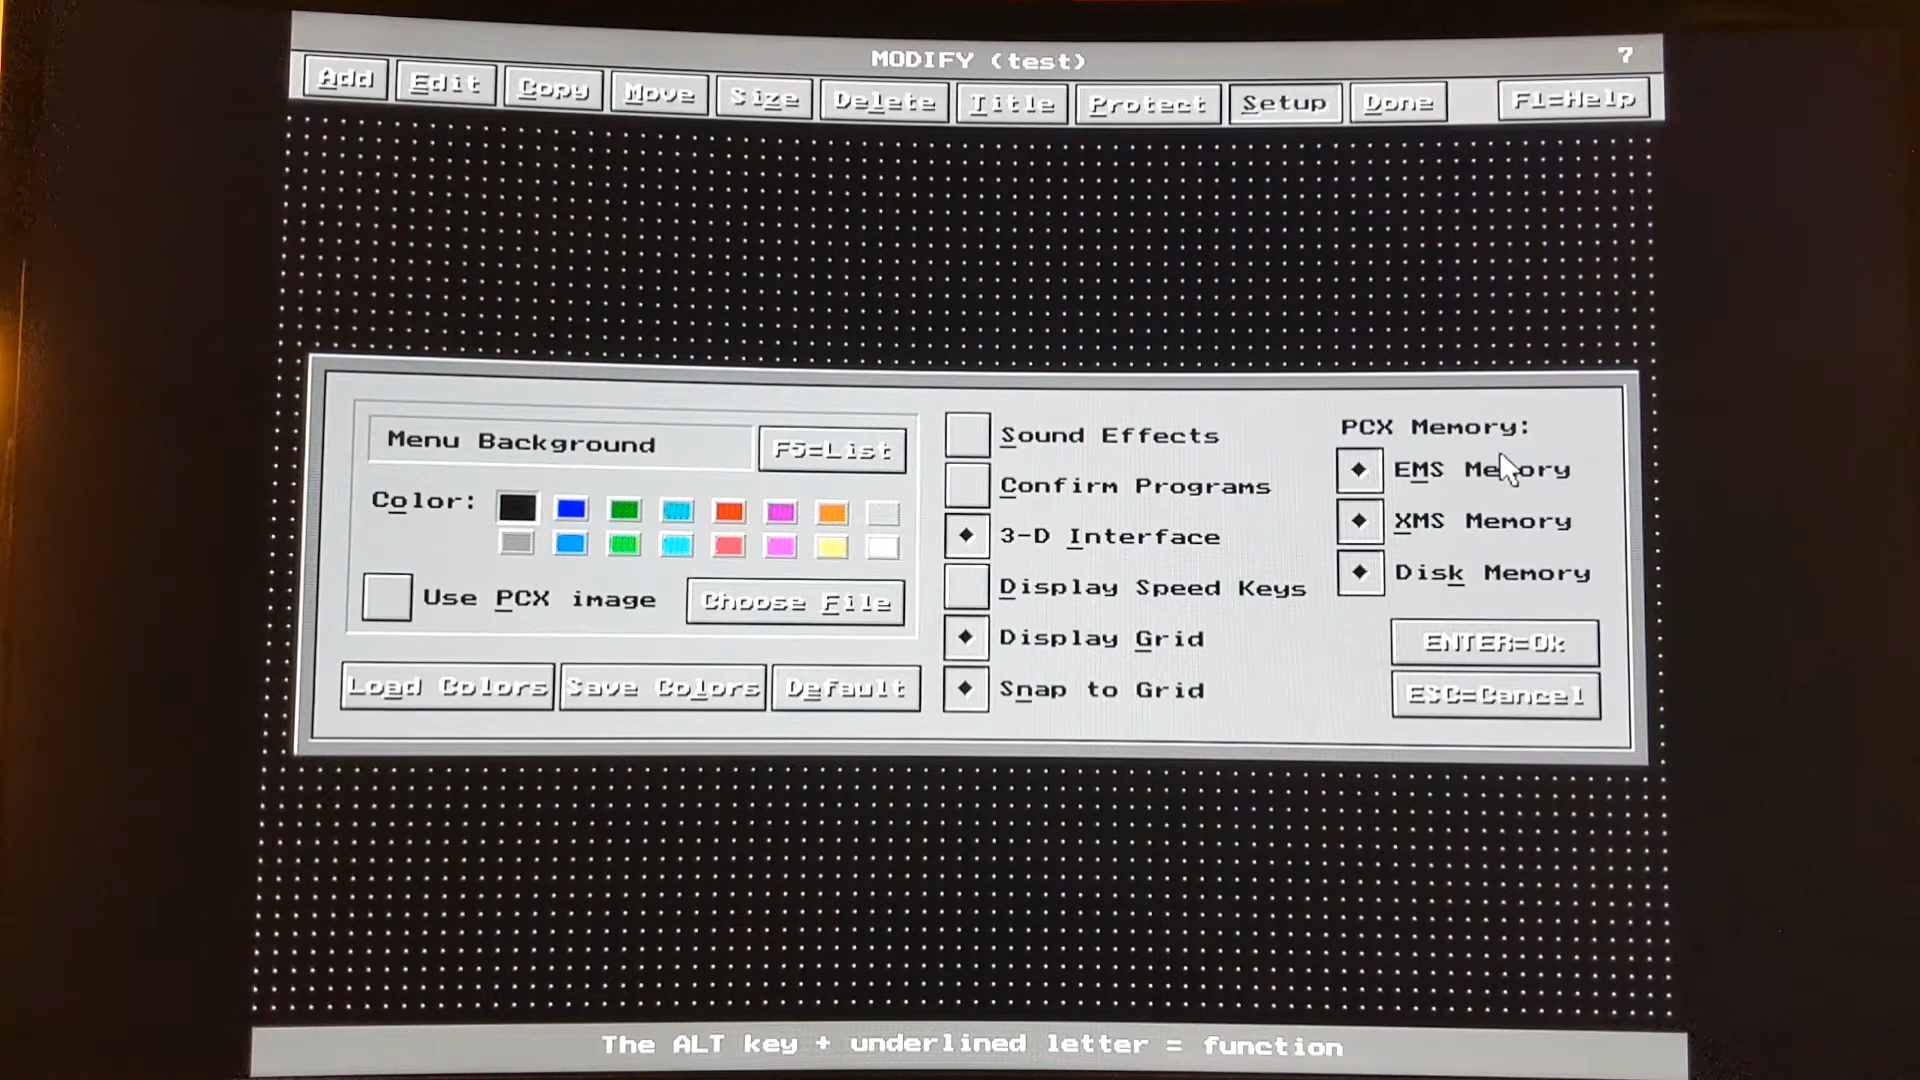 MODIFY (test) 7
Add Edit Copy Move Size Delete Title Protect Setup Done F1=Help
Menu Background F5=List
Color:
Use PCX image Choose File
Load Colors Save Colors Default
Sound Effects
Confirm Programs
3-D Interface
Display Speed Keys
Display Grid
Snap to Grid
PCX Memory:
EMS Memory
XMS Memory
Disk Memory
ENTER=Ok
ESC=Cancel
The ALT key + underlined letter = function